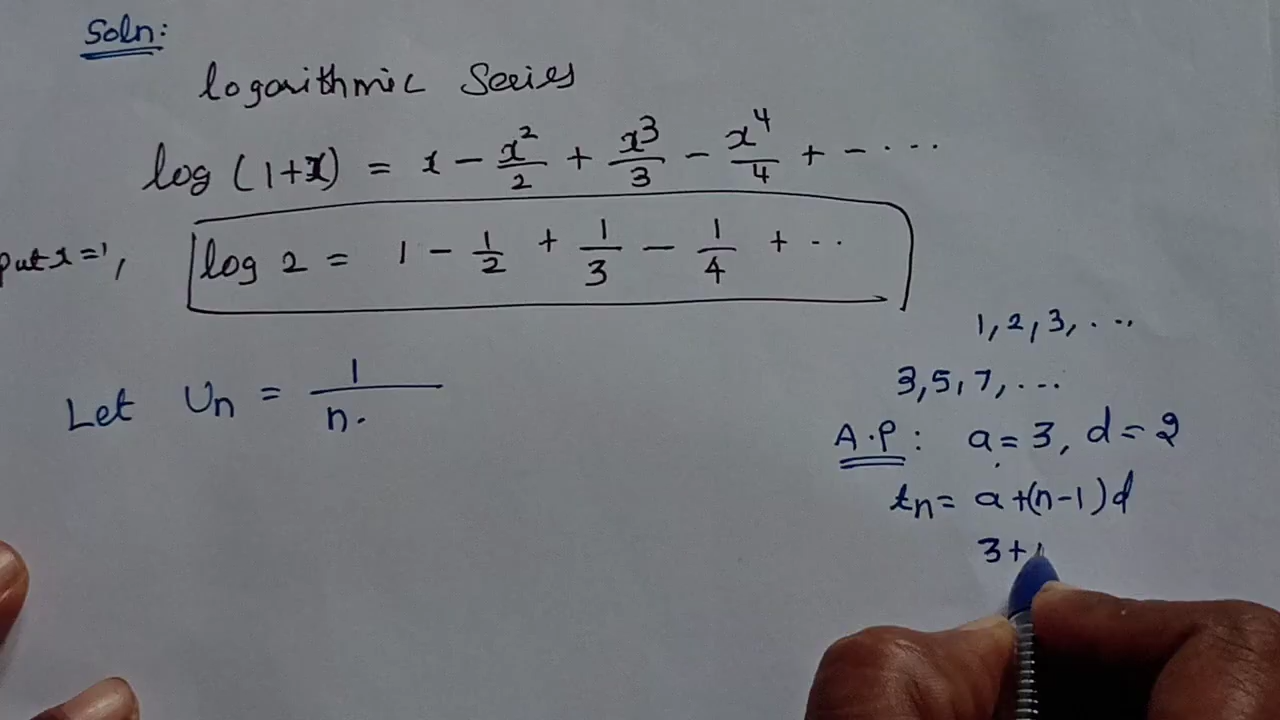 Soln:
logarithmic Series
log (1+x) = x - x²/2 + x³/3 - x⁴/4 + - ...
put x=1,
log 2 = 1 - 1/2 + 1/3 - 1/4 + ..
1, 2, 3, ...
Let Un = 1/n.
3, 5, 7, ...
A.P: a = 3, d = 2
tn = a+(n-1)d
3+